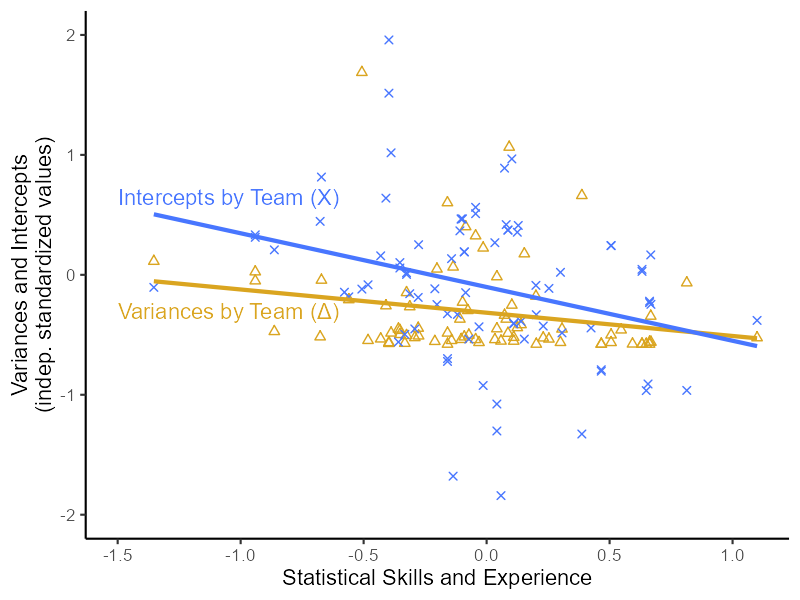 Variances and Intercepts
(indep. standardized values)
2
1
0
-1
-2
Intercepts by Team (X)
Variances by Team (Δ)
-1.5
-1.0
-0.5
0.0
0.5
1.0
Statistical Skills and Experience